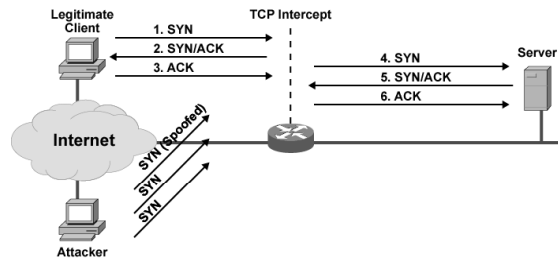 Legitimate
Client
TCP Intercept
1. SYN
2. SYN/ACK
3. ACK
4. SYN
5. SYN/ACK
6. ACK
Server
Internet
SYN (Spoofed)
SYN
SYN
Attacker